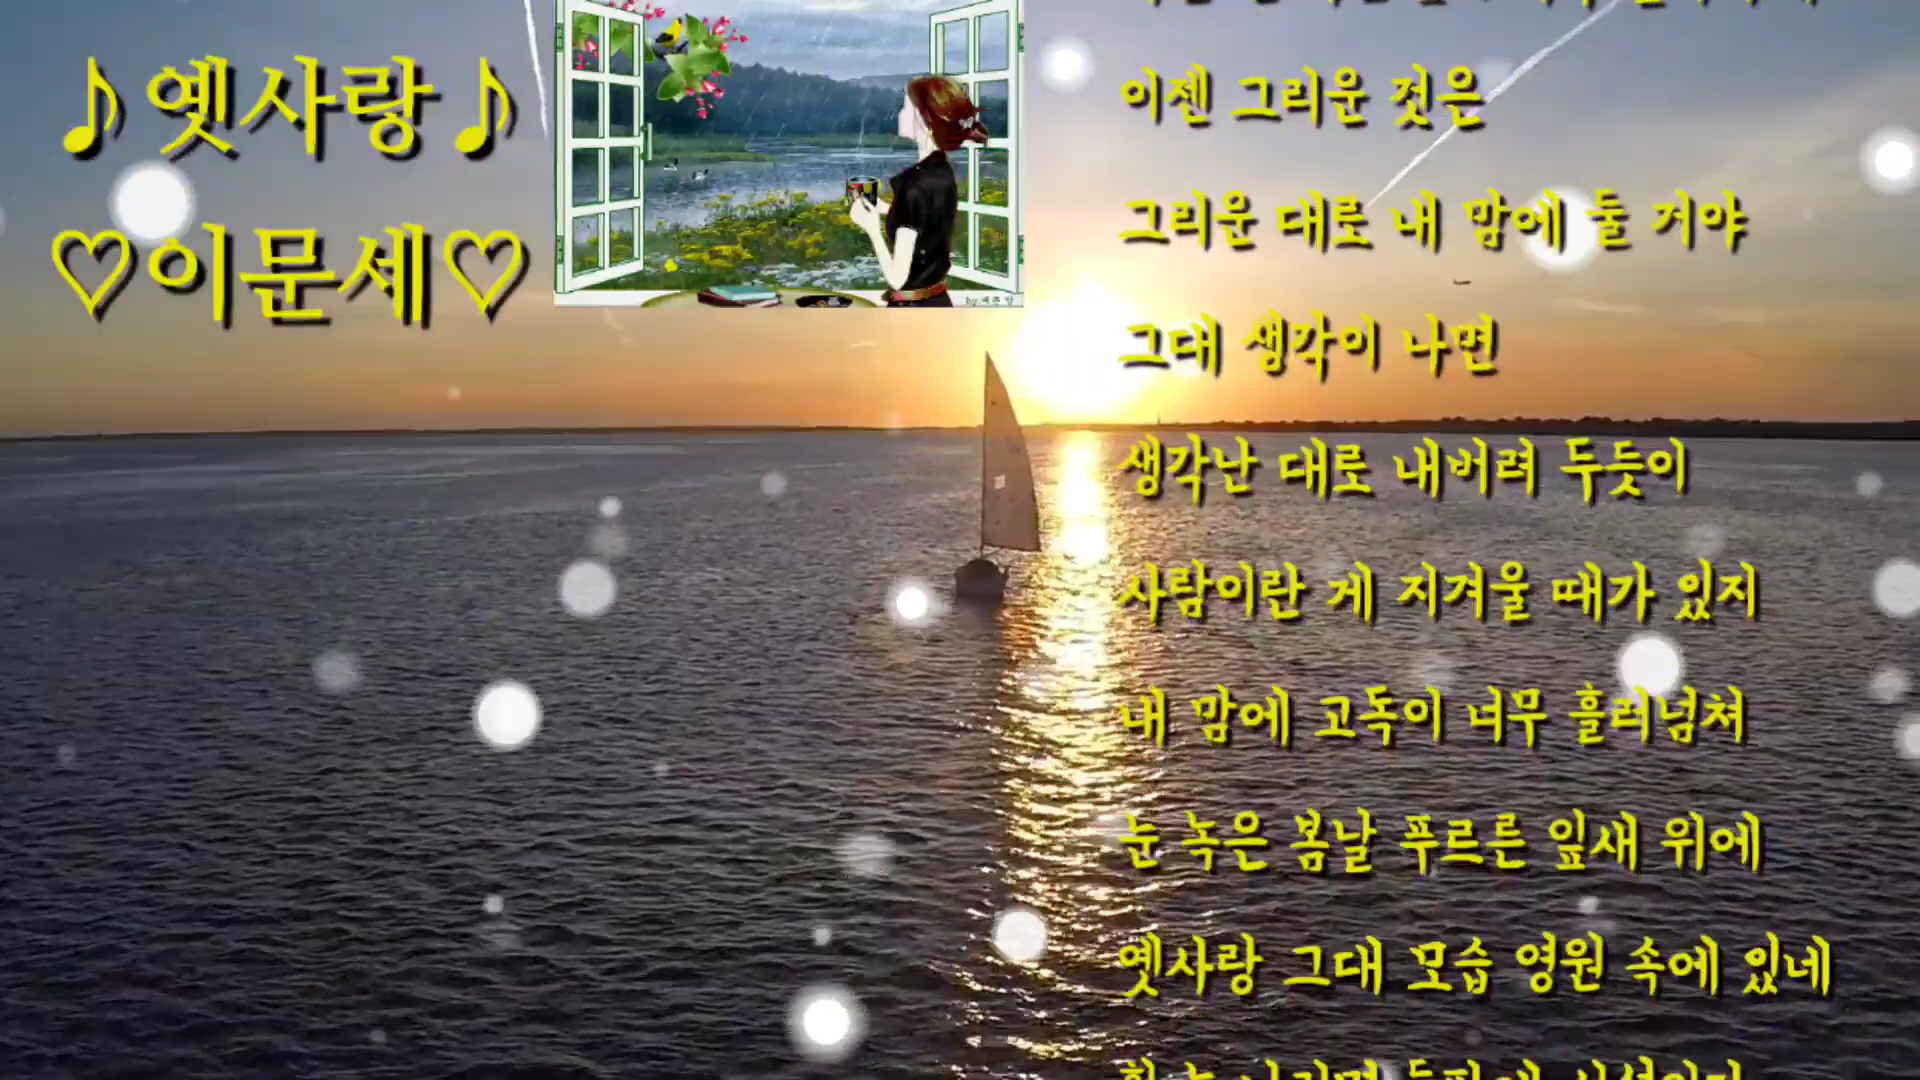 ♪옛사랑♪
♡이문세♡
이젠 그리운 것은
그리운 대로 내 맘에 둘 거야
그대 생각이 나면
생각난 대로 내버려 두듯이
사람이란 게 지겨울 때가 있지
내 맘에 고독이 너무 흘러넘쳐
눈 녹은 봄날 푸르른 잎새 위에
옛사랑 그대 모습 영원 속에 있네